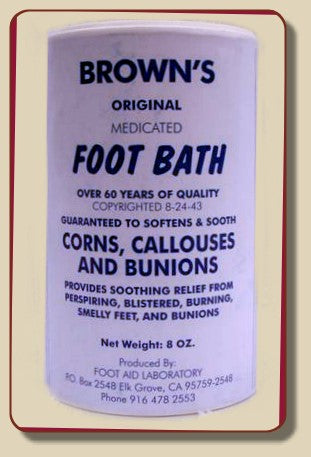 BROWN'S
ORIGINAL
MEDICATED
FOOT BATH
OVER 60 YEARS OF QUALITY
COPYRIGHTED 8-24-43
GUARANTEED TO SOFTENS & SOOTH
CORNS, CALLOUSES
AND BUNIONS
PROVIDES SOOTHING RELIEF FROM
PERSPIRING, BLISTERED, BURNING,
SMELLY FEET, AND BUNIONS
Net Weight: 8 OZ.
Produced By:
FOOT AID LABORATORY
P.O. Box 2548 Elk Grove, CA 95759-2548
Phone 916 478 2553